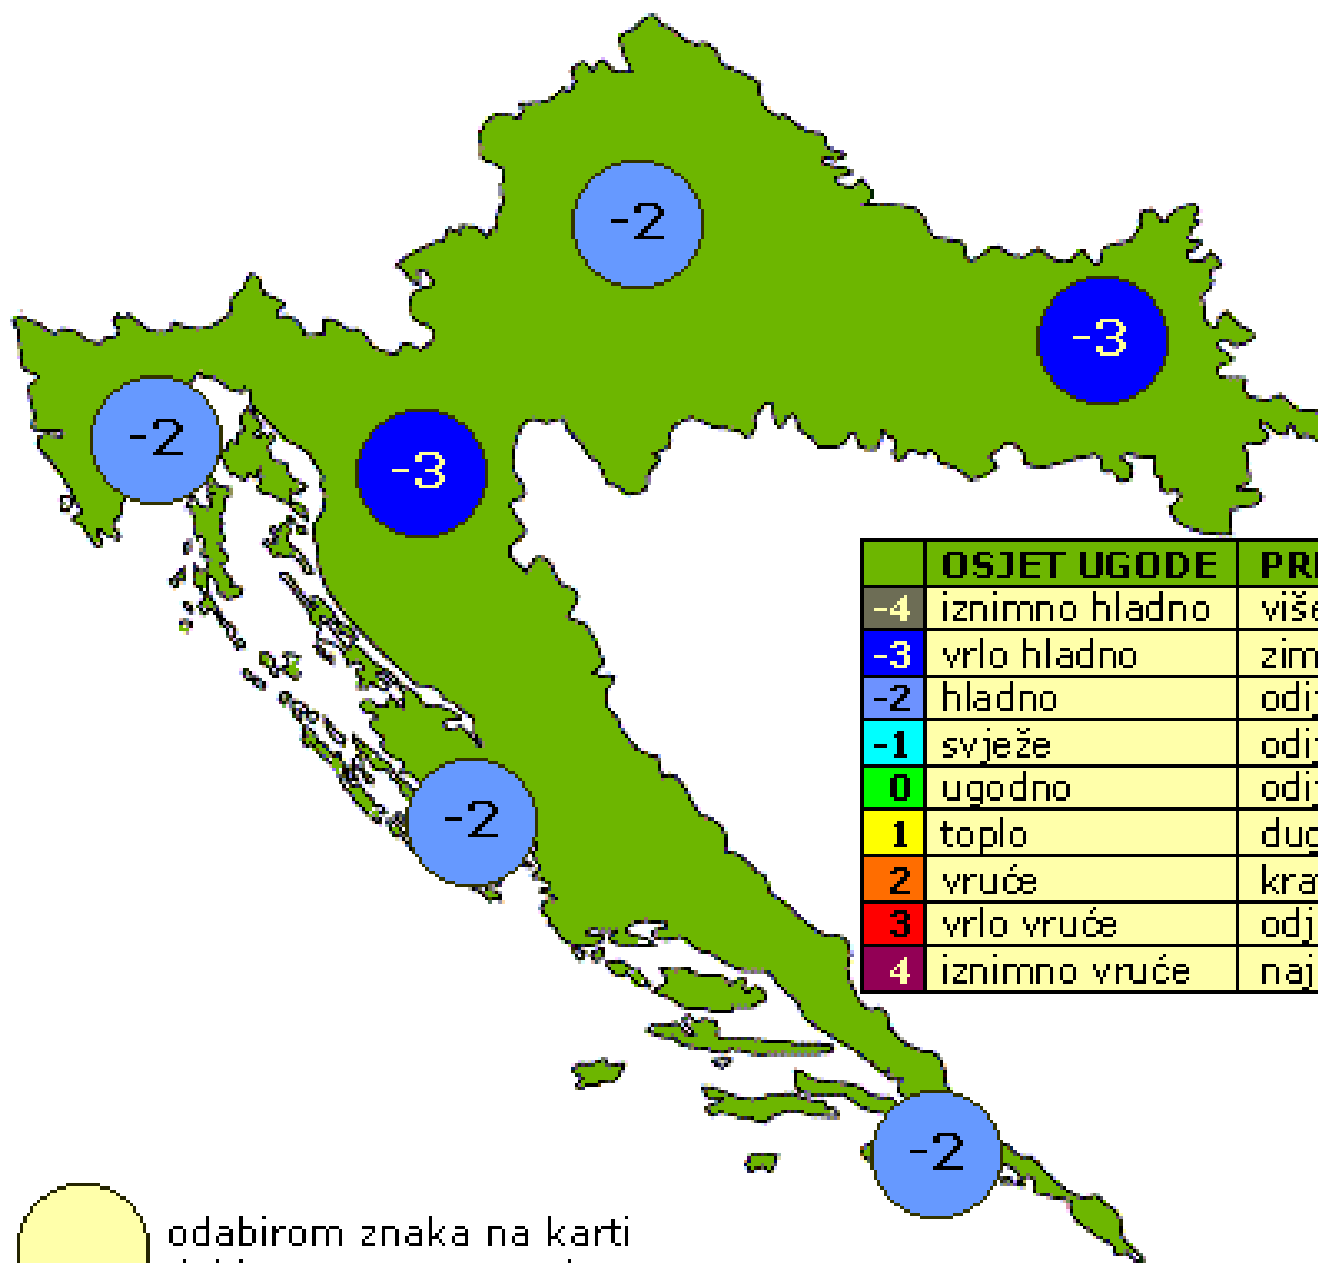 -2
-3
-2
-3
OSJET UGODE
-4 iznimno hladno
-3 vrlo hladno
-2 hladno
-1 svježe
0 ugodno
1 toplo
2 vruće
3 vrlo vruće
4 iznimno vruće
-2
-2
odabirom znaka na karti